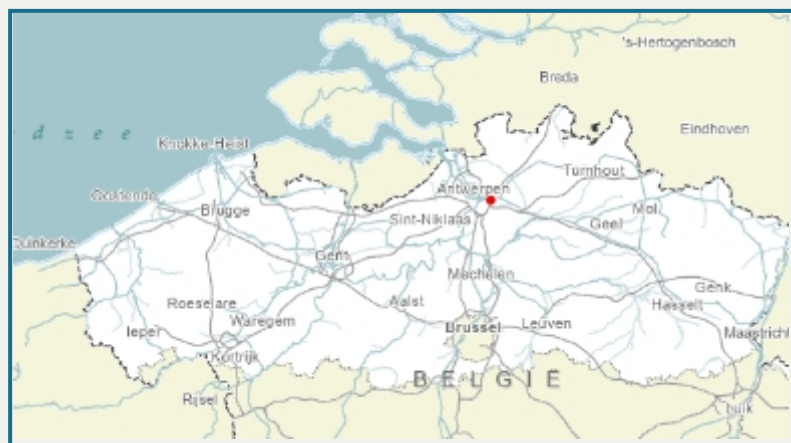 's-Hertogenbosch
Breda
d z e e
Eindhoven
Knokke-Heist
Turnhout
Antwerpen
Oostende
Mol
Brugge
Sint-Niklaas
Geel
Duinkerke
Gent
Mechelen
Genk
Roeselare
Aalst
Hasselt
Waregem
Brussel
Leuven
Ieper
Maastricht
Kortrijk
BELGIË
Rijsel
Luik